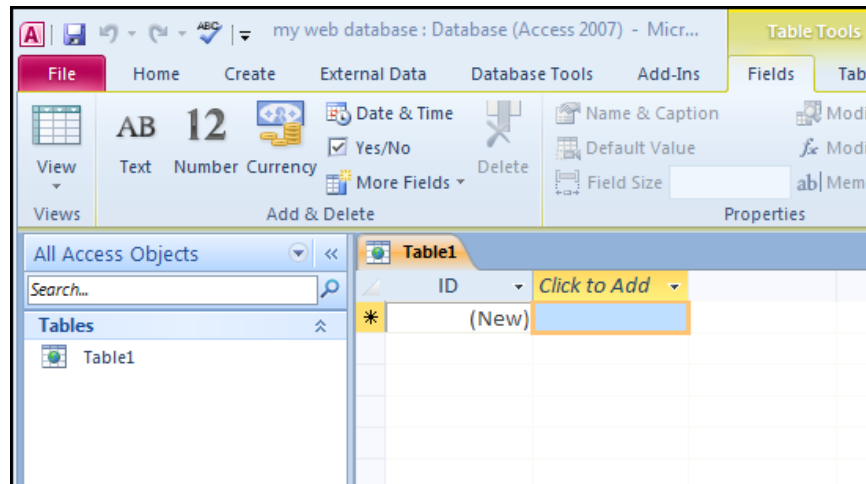 A ABC my web database : Database (Access 2007) - Micr... Table Tools
File Home Create External Data Database Tools Add-Ins Fields Tab
AB 12 Date & Time Name & Caption Modi
Yes/No Default Value fx Modi
View Text Number Currency Delete
More Fields Field Size ab Mem
Views Add & Delete Properties
All Access Objects « Table1
Search... ID Click to Add
Tables * (New)
Table1